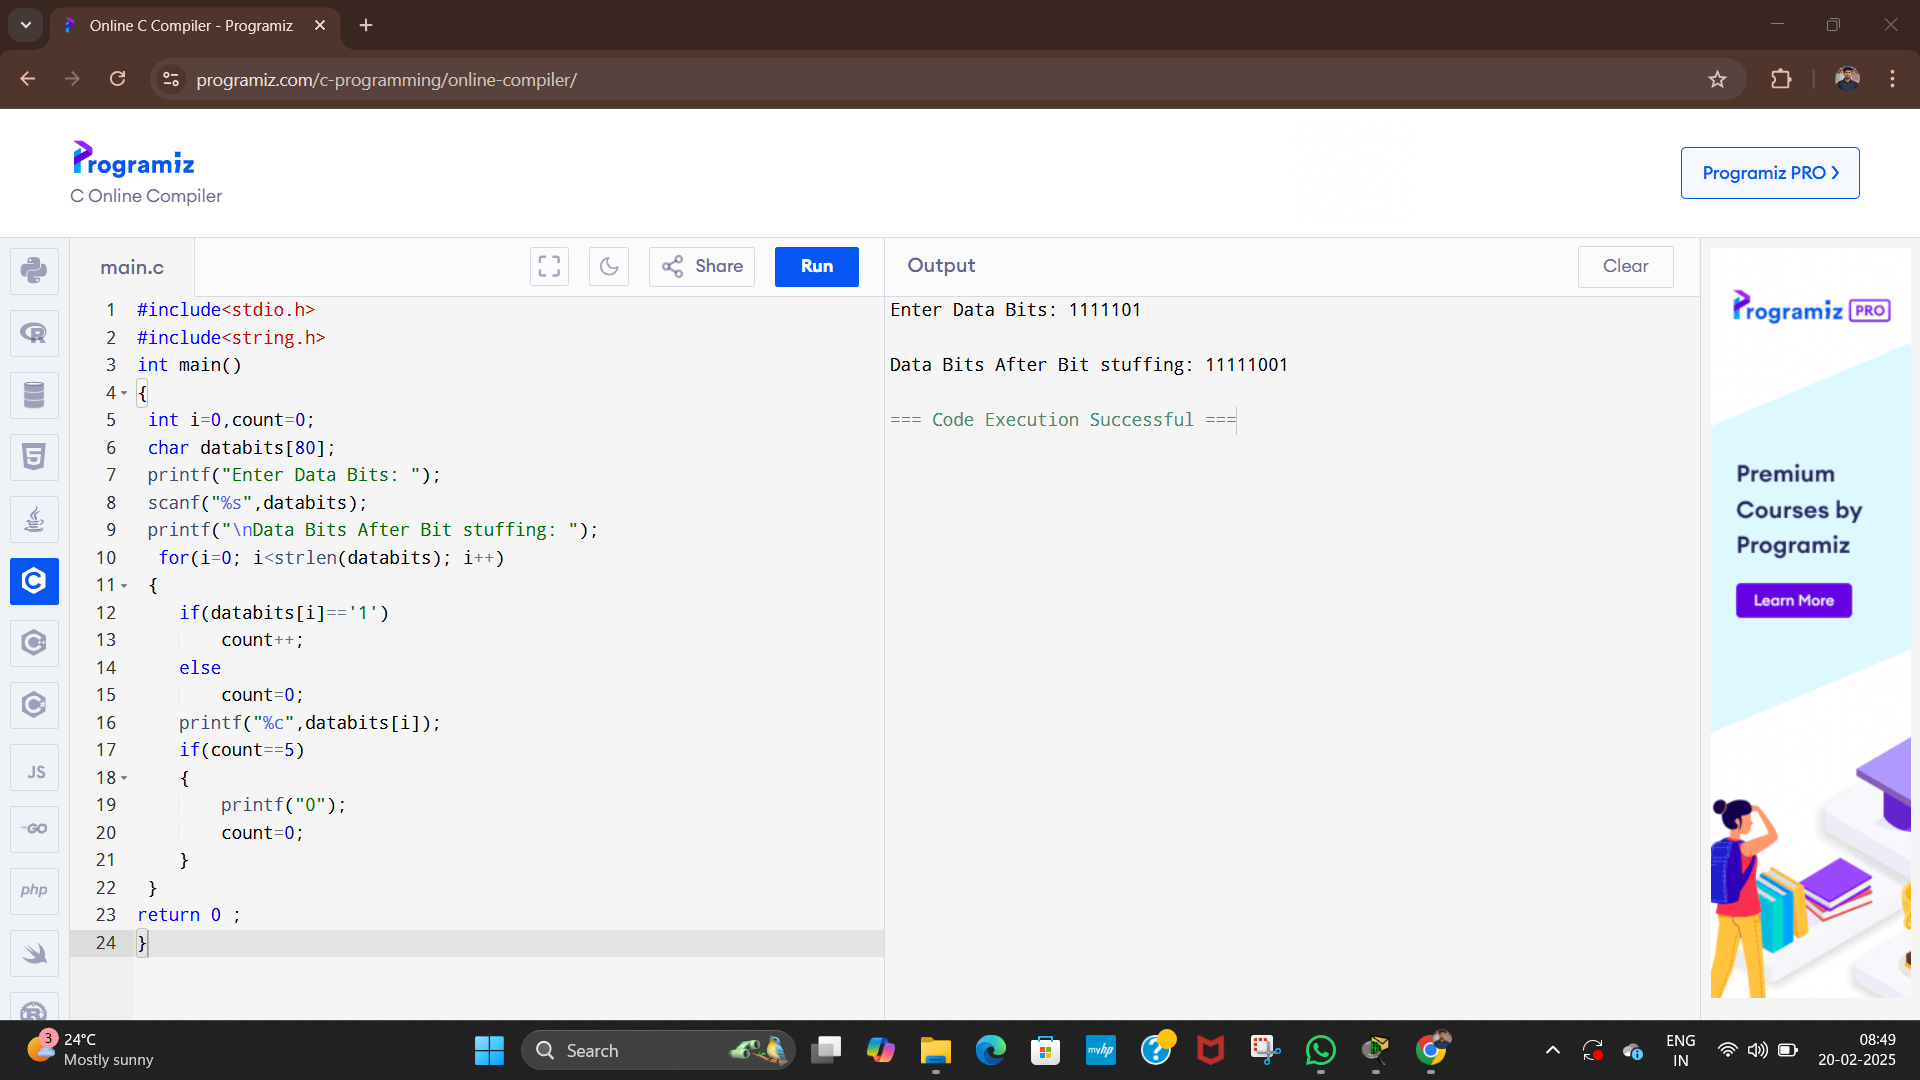 Online C Compiler - Programiz
programiz.com/c-programming/online-compiler/
Programiz
C Online Compiler
Programiz PRO ❯
main.c
Share
Run
Output
Clear
1 #include<stdio.h>
2 #include<string.h>
3 int main()
4 {
5 int i=0,count=0;
6 char databits[80];
7 printf("Enter Data Bits: ");
8 scanf("%s",databits);
9 printf("\nData Bits After Bit stuffing: ");
10 for(i=0; i<strlen(databits); i++)
11 {
12 if(databits[i]=='1')
13 count++;
14 else
15 count=0;
16 printf("%c",databits[i]);
17 if(count==5)
18 {
19 printf("0");
20 count=0;
21 }
22 }
23 return 0 ;
24 }
Enter Data Bits: 1111101
Data Bits After Bit stuffing: 11111001
=== Code Execution Successful ===
R
5
C
JS
GO
php
Programiz PRO
Premium
Courses by
Programiz
Learn More
3
24°C
Mostly sunny
Search
myhp
ENG
IN
08:49
20-02-2025